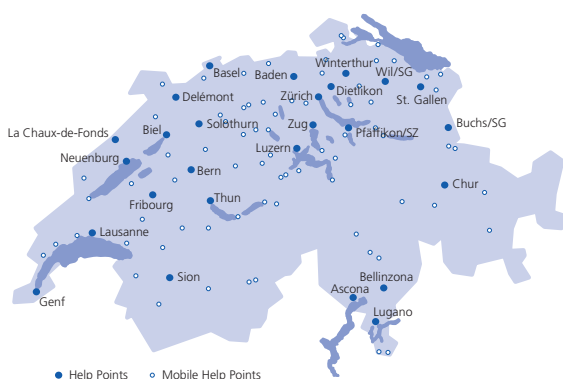 Basel
Baden
Winterthur
Wil/SG
Dietlikon
St. Gallen
Delémont
Zürich
La Chaux-de-Fonds
Biel
Solothurn
Zug
Pfäffikon/SZ
Buchs/SG
Neuenburg
Luzern
Bern
Chur
Fribourg
Thun
Lausanne
Sion
Bellinzona
Genf
Ascona
Lugano
Help Points
Mobile Help Points